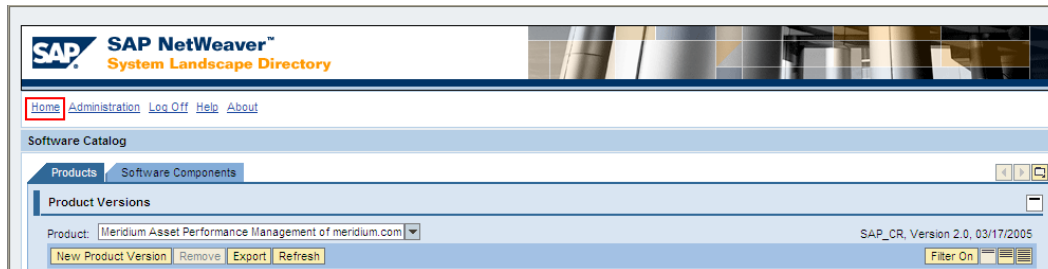 SAP SAP NetWeaver™
System Landscape Directory
Home Administration Log Off Help About
Software Catalog
Products Software Components
Product Versions
Product: Meridium Asset Performance Management of meridium.com SAP_CR, Version 2.0, 03/17/2005
New Product Version Remove Export Refresh Filter On